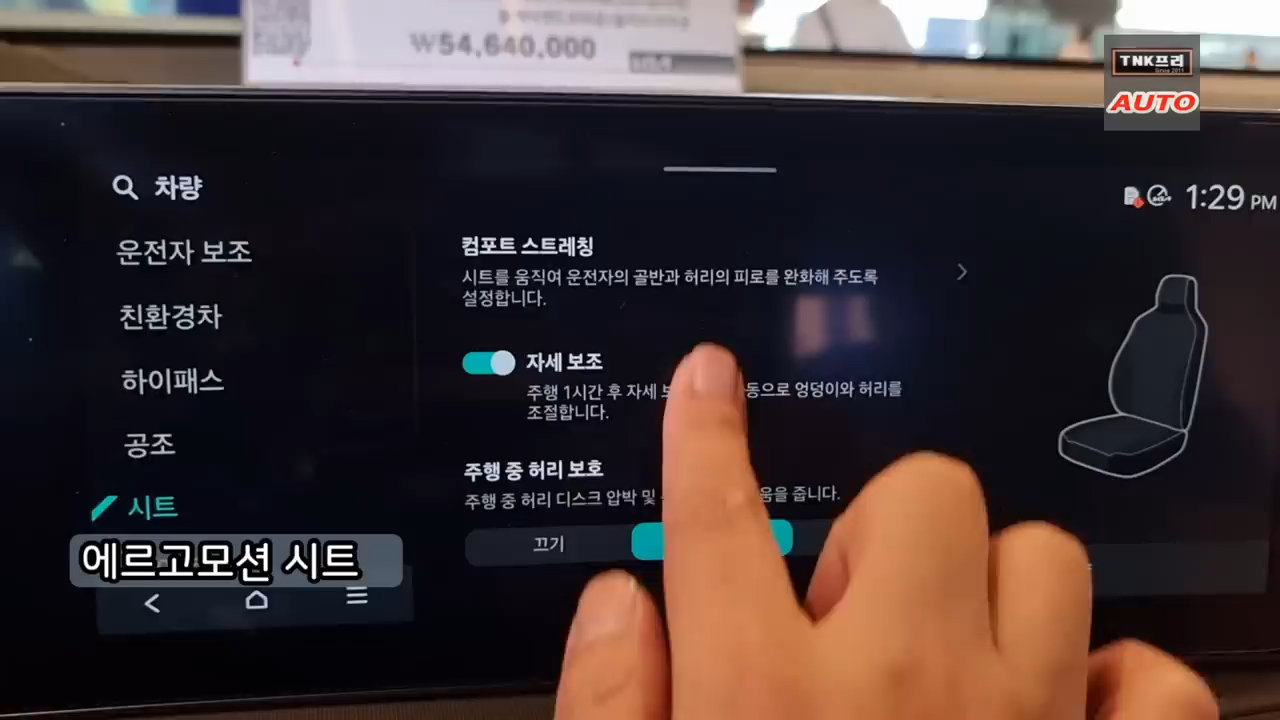 ₩54,640,000
TNK프리
Since 2011
AUTO
차량
1:29 PM
운전자 보조
친환경차
하이패스
공조
시트
컴포트 스트레칭
시트를 움직여 운전자의 골반과 허리의 피로를 완화해 주도록
설정합니다.
자세 보조
주행 1시간 후 자세 엉덩이와 허리를
조절합니다.
주행 중 허리 보호
주행 중 허리 디스크 압박 및 줍니다.
끄기
에르고모션 시트